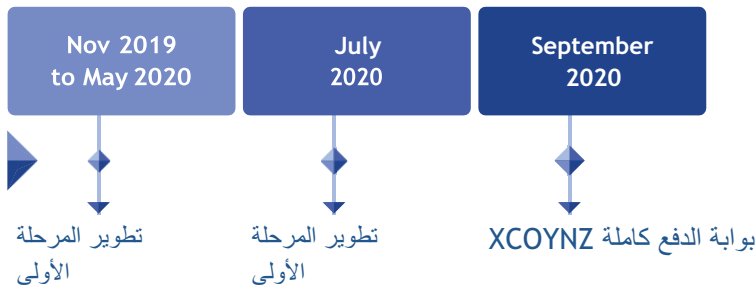 Nov 2019
to May 2020
July
2020
September
2020
تطوير المرحلة
الأولى
تطوير المرحلة
الأولى
بوابة الدفع كاملة XCOYNZ